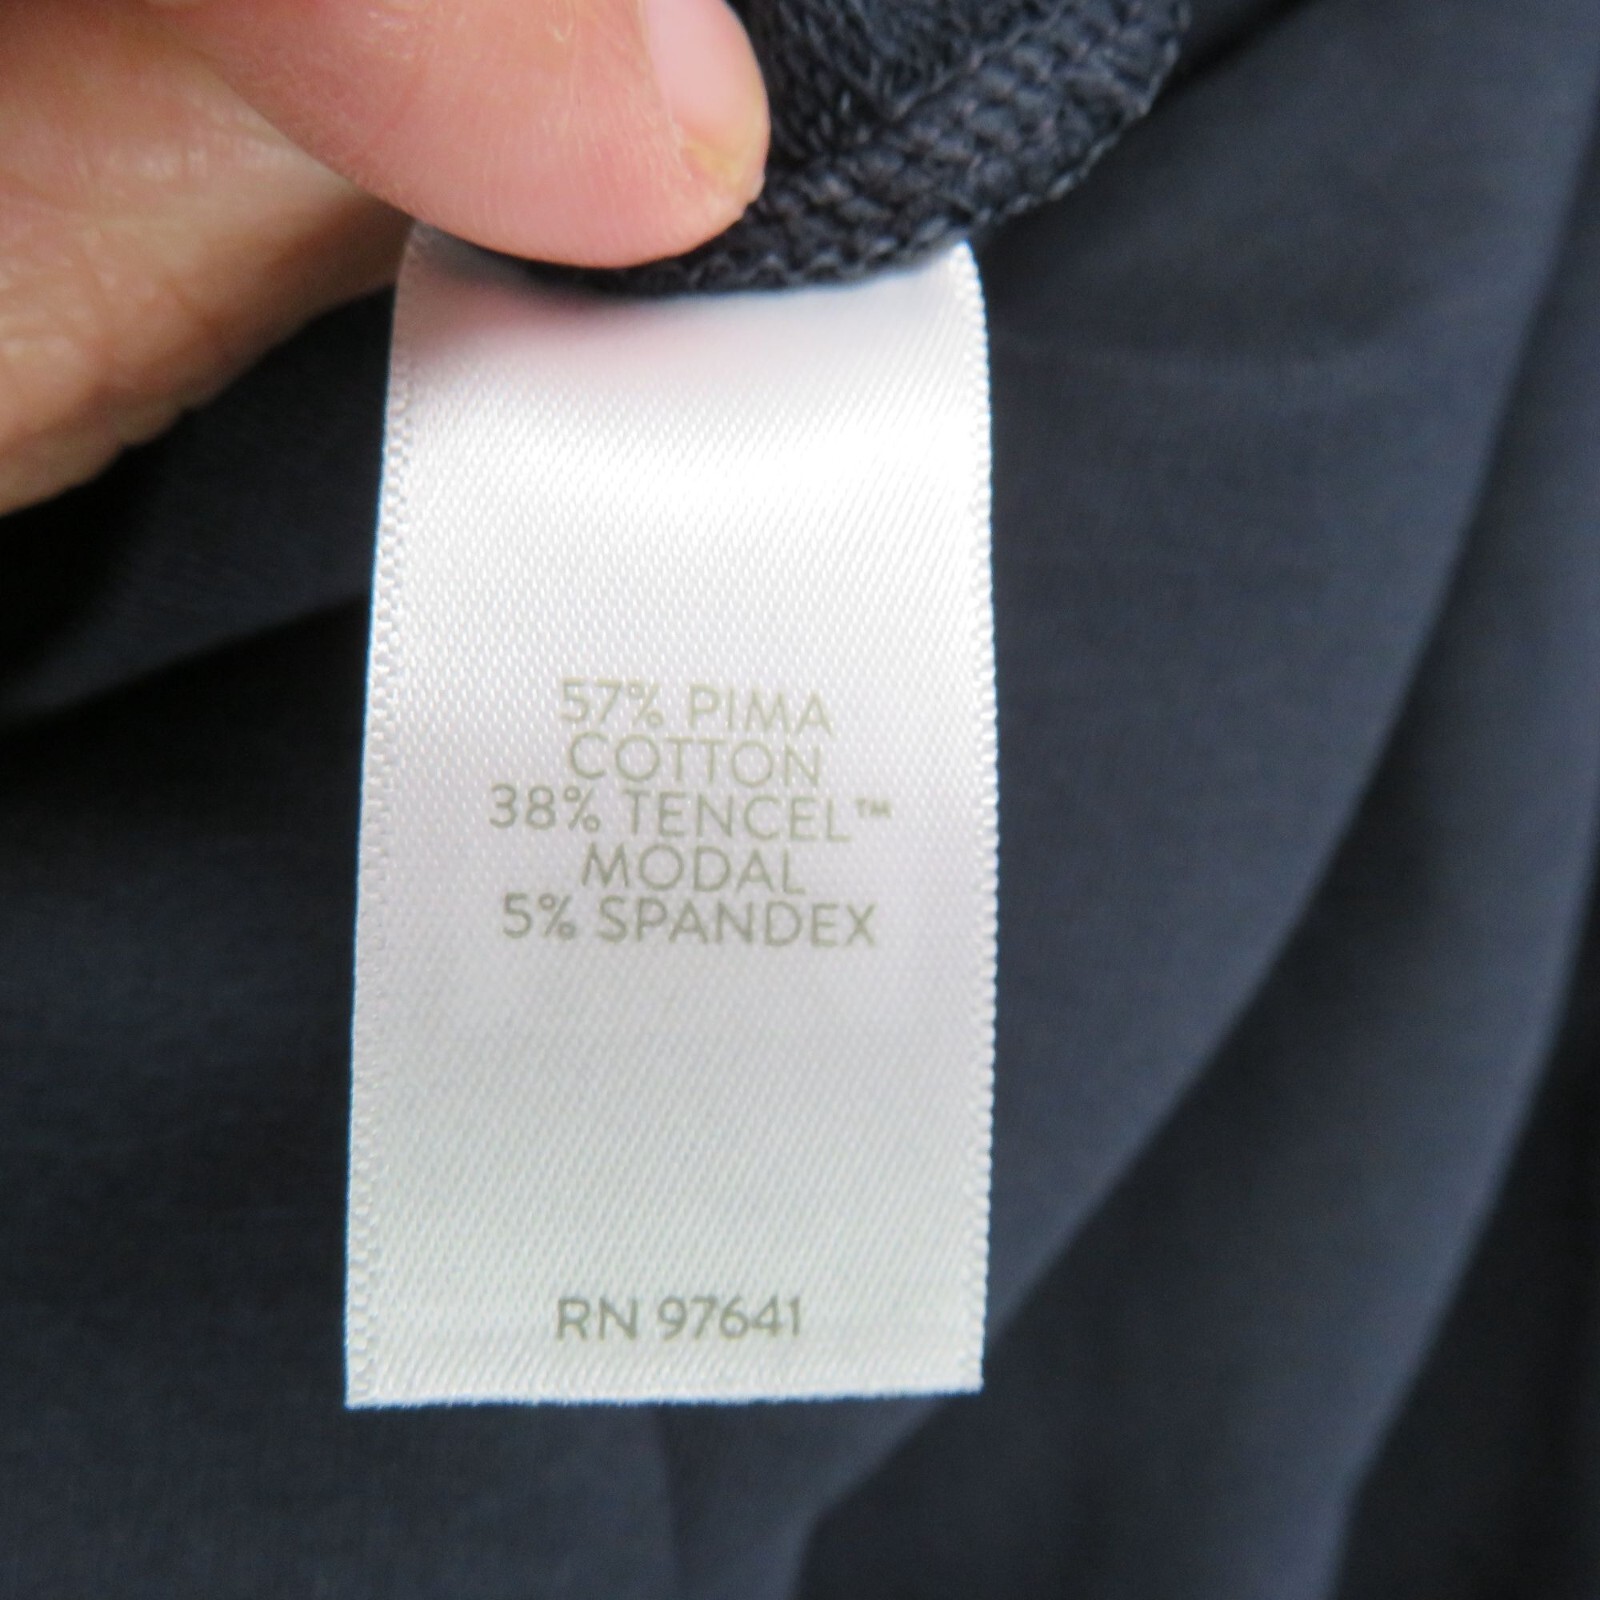 57% PIMA
COTTON
38% TENCEL™
MODAL
5% SPANDEX
RN 97641